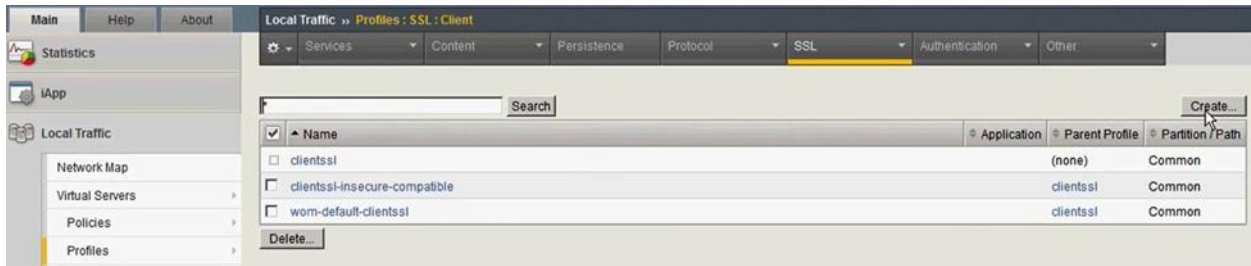 Main Help About
Local Traffic ›› Profiles : SSL : Client
Statistics
Services Content Persistence Protocol SSL Authentication Other
iApp
* Search
Create...
Local Traffic
Name Application Parent Profile Partition / Path
clientssl (none) Common
Network Map
clientssl-insecure-compatible clientssl Common
Virtual Servers
wom-default-clientssl clientssl Common
Policies
Delete...
Profiles